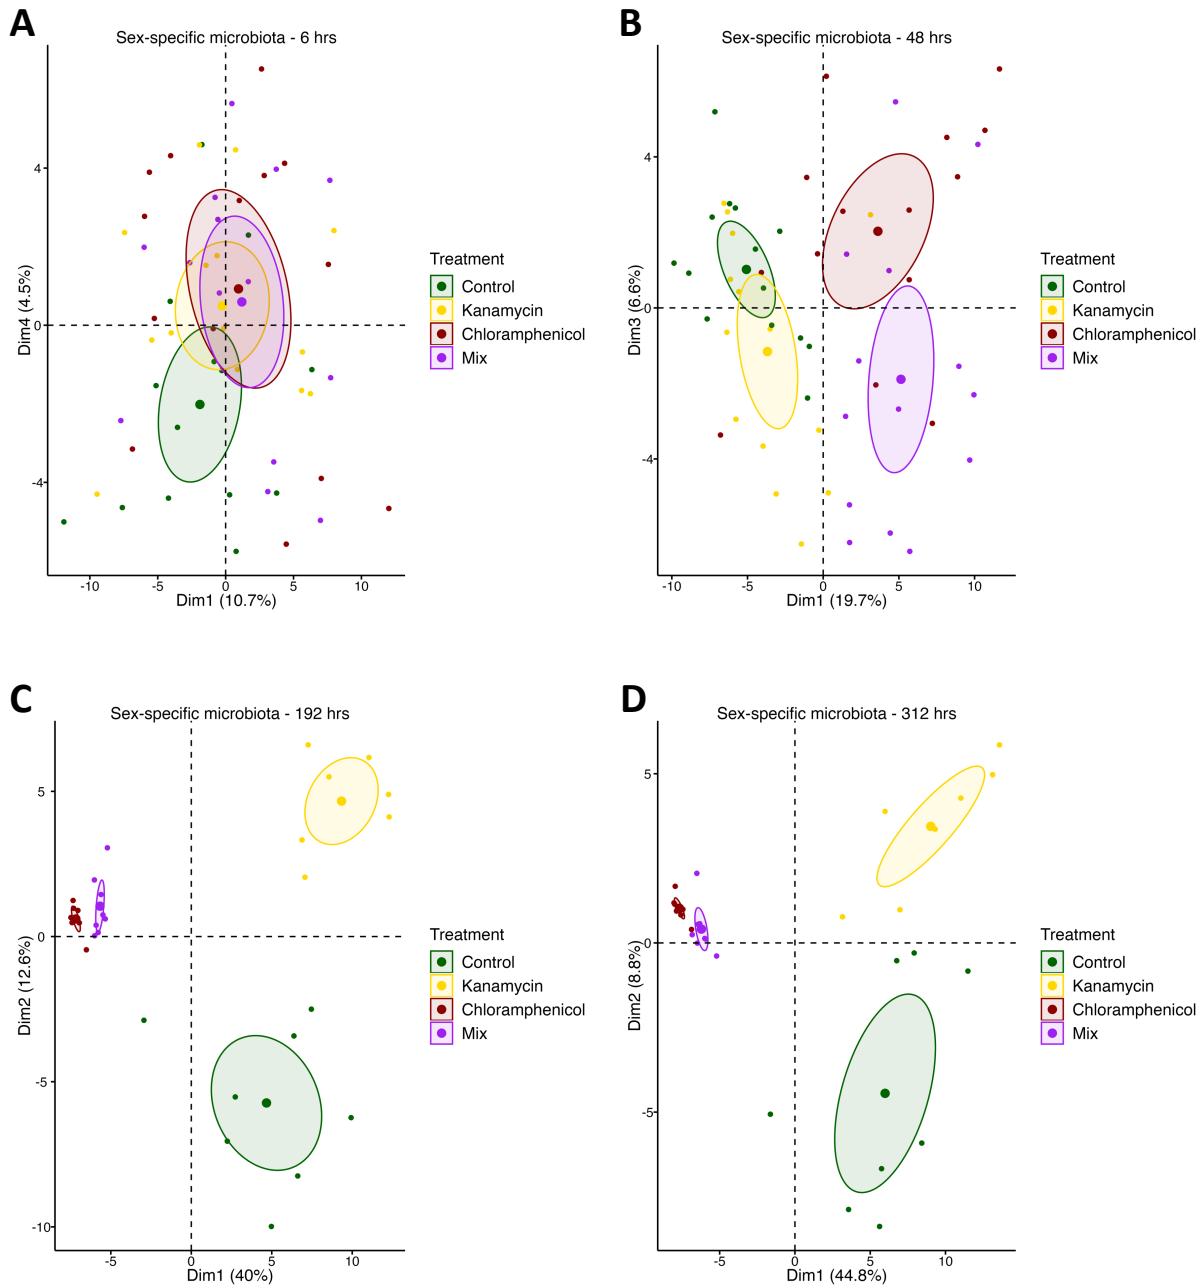 A
Sex-specific microbiota - 6 hrs
4
0
-4
Dim4 (4.5%)
-10
-5
0
5
10
Dim1 (10.7%)
Treatment
Control
Kanamycin
Chloramphenicol
Mix
B
Sex-specific microbiota - 48 hrs
4
0
-4
Dim3 (6.6%)
-10
-5
0
5
10
Dim1 (19.7%)
Treatment
Control
Kanamycin
Chloramphenicol
Mix
C
Sex-specific microbiota - 192 hrs
5
0
-5
-10
Dim2 (12.6%)
-5
0
5
10
Dim1 (40%)
Treatment
Control
Kanamycin
Chloramphenicol
Mix
D
Sex-specific microbiota - 312 hrs
5
0
-5
Dim2 (8.8%)
-5
0
5
10
Dim1 (44.8%)
Treatment
Control
Kanamycin
Chloramphenicol
Mix